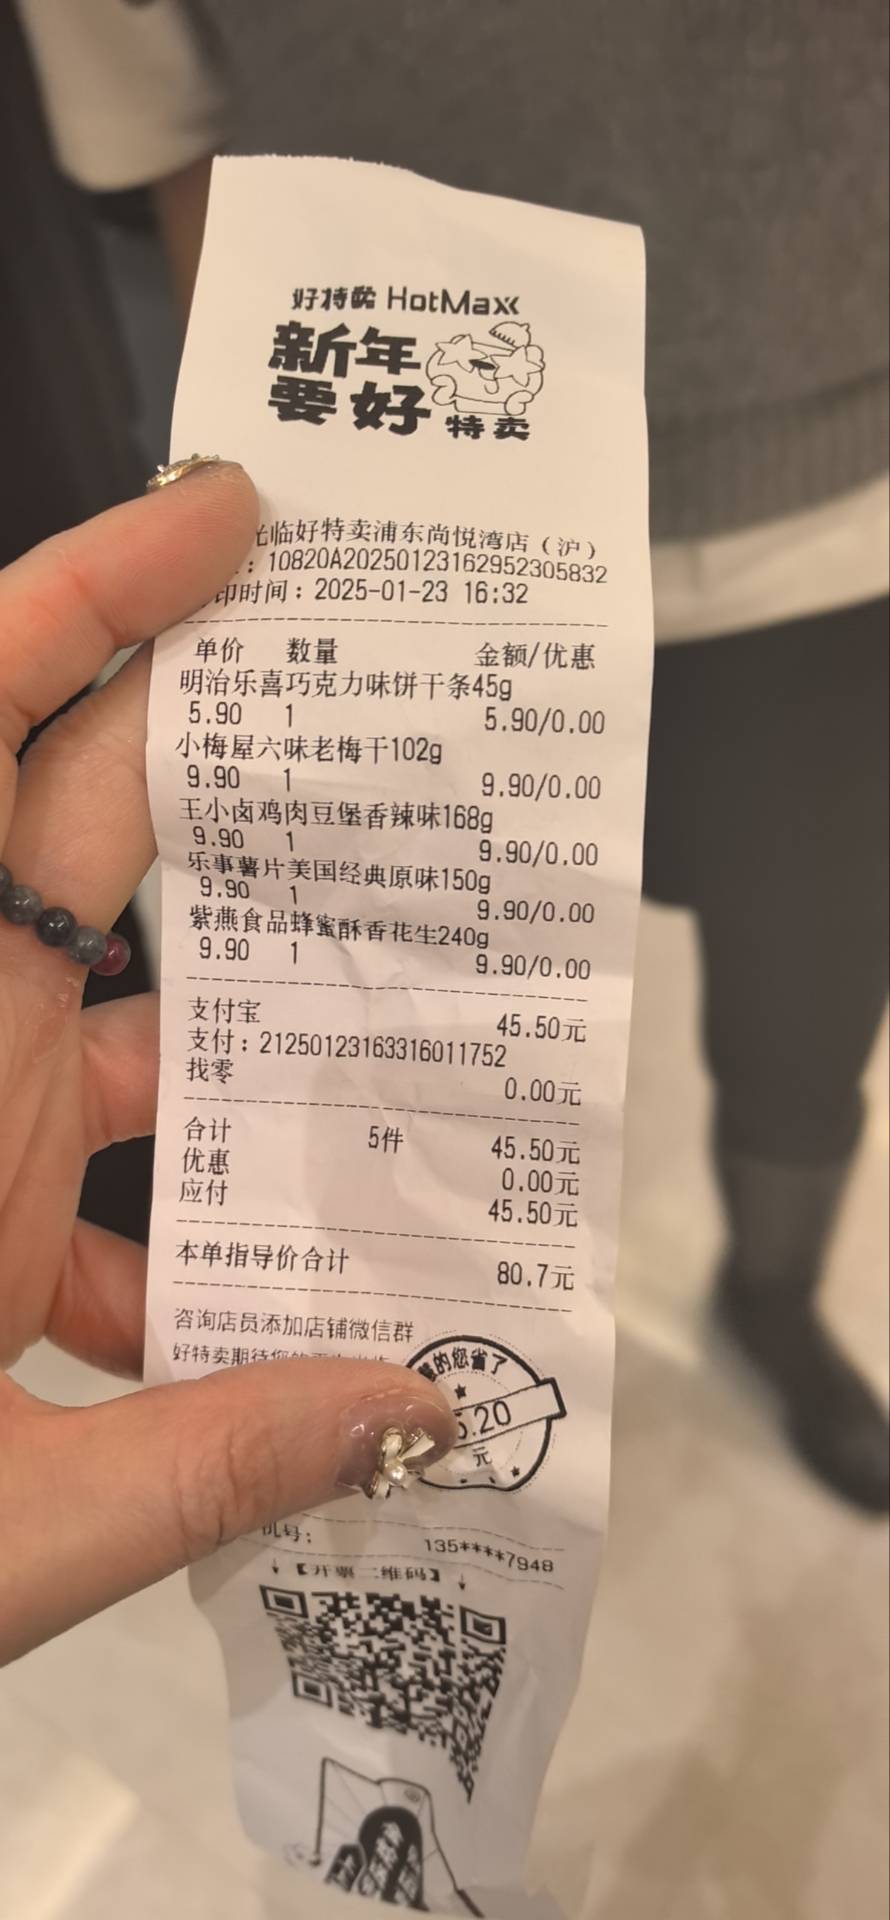 好特卖 HotMaxx
新年
要好
特卖
光临好特卖浦东尚悦湾店（沪）
：10820A20250123162952305832
印时间：2025-01-23 16:32
单价 数量 金额/优惠
明治乐喜巧克力味饼干条45g
5.90 1 5.90/0.00
小梅屋六味老梅干102g
9.90 1 9.90/0.00
王小卤鸡肉豆堡香辣味168g
9.90 1 9.90/0.00
乐事薯片美国经典原味150g
9.90 1 9.90/0.00
紫燕食品蜂蜜酥香花生240g
9.90 1 9.90/0.00
支付宝 45.50元
支付：21250123163316011752
找零 0.00元
合计 5件 45.50元
优惠 0.00元
应付 45.50元
本单指导价合计 80.7元
咨询店员添加店铺微信群
好特卖期待您的
的您省了
5.20
元
机号： 135****7948
↓【开票二维码】↓